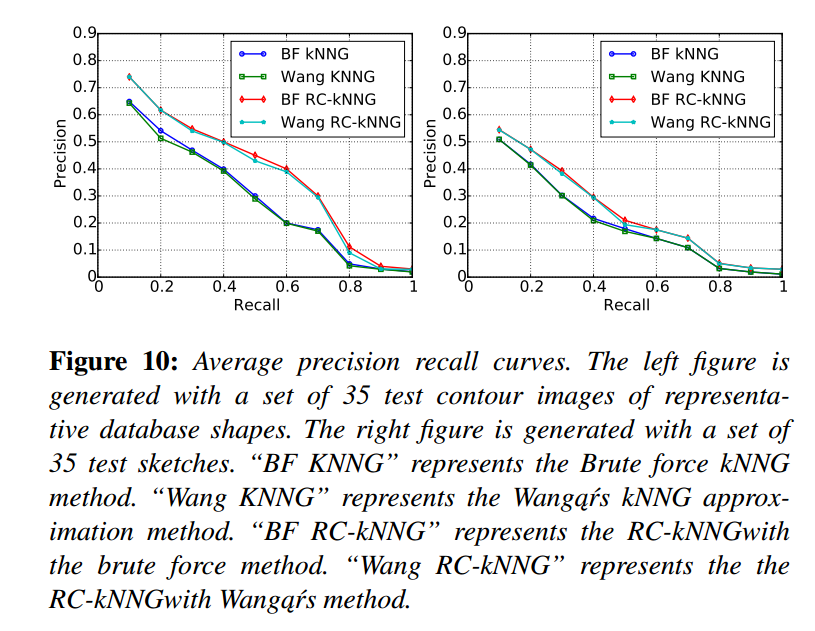 0.9
0.8
0.7
0.6
0.5
0.4
0.3
0.2
0.1
0
Precision
BF kNNG
Wang KNNG
BF RC-kNNG
Wang RC-kNNG
0 0.2 0.4 0.6 0.8 1
Recall
0.9
0.8
0.7
0.6
0.5
0.4
0.3
0.2
0.1
0
Precision
BF kNNG
Wang KNNG
BF RC-kNNG
Wang RC-kNNG
0 0.2 0.4 0.6 0.8 1
Recall
Figure 10: Average precision recall curves. The left figure is
generated with a set of 35 test contour images of representa-
tive database shapes. The right figure is generated with a set of
35 test sketches. “BF KNNG” represents the Brute force kNNG
method. “Wang KNNG” represents the Wangąŕs kNNG approx-
imation method. “BF RC-kNNG” represents the RC-kNNGwith
the brute force method. “Wang RC-kNNG” represents the the
RC-kNNGwith Wangąŕs method.